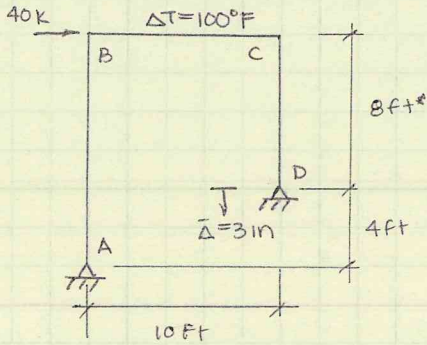 40K
ΔT=100°F
B
C
8ft*
D
Δ̄=3in
A
4ft
10Ft